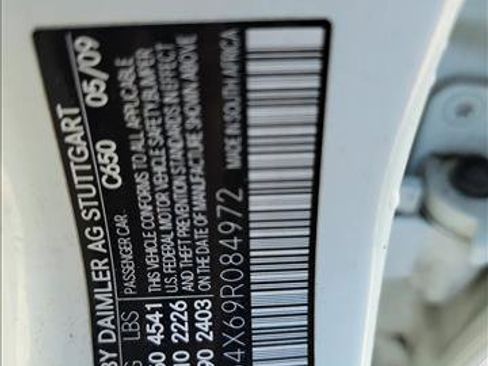 BY DAIMLER AG STUTTGART
C650 05/09
LBS PASSENGER CAR
4541 THIS VEHICLE CONFORMS TO ALL APPLICABLE
2226 U.S. FEDERAL MOTOR VEHICLE SAFETY, BUMPER
AND THEFT PREVENTION STANDARDS IN EFFECT
2403 ON THE DATE OF MANUFACTURE SHOWN ABOVE
4X69R084972 MADE IN SOUTH AFRICA